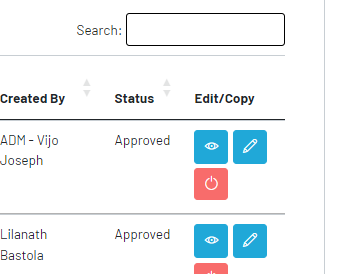 Search:
Created By Status Edit/Copy
ADM - Vijo Approved
Joseph
Lilanath Approved
Bastola